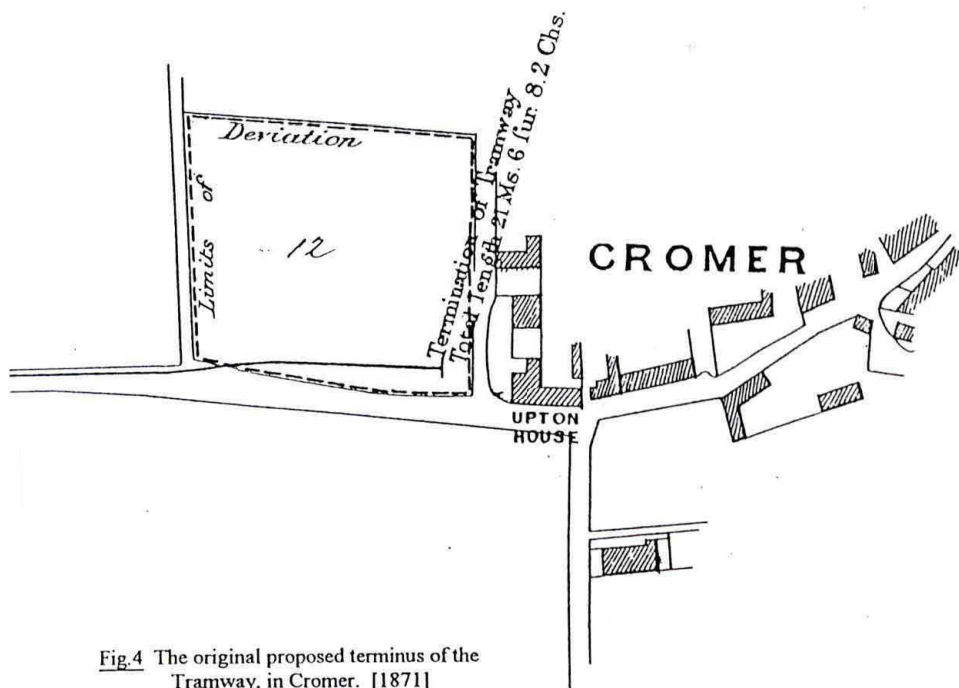 Termination of Tramway
Total length 21 Ms. 6 fur. 8.2 Chs.
Deviation
Limits of
12
CROMER
UPTON
HOUSE
Fig.4 The original proposed terminus of the
Tramway, in Cromer. [1871]